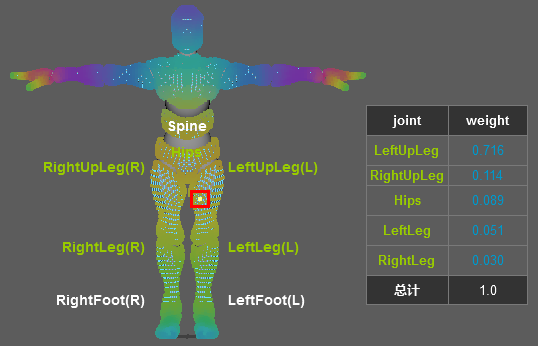 Spine
Hips
RightUpLeg(R) LeftUpLeg(L)
RightLeg(R) LeftLeg(L)
RightFoot(R) LeftFoot(L)
joint weight
LeftUpLeg 0.716
RightUpLeg 0.114
Hips 0.089
LeftLeg 0.051
RightLeg 0.030
总计 1.0